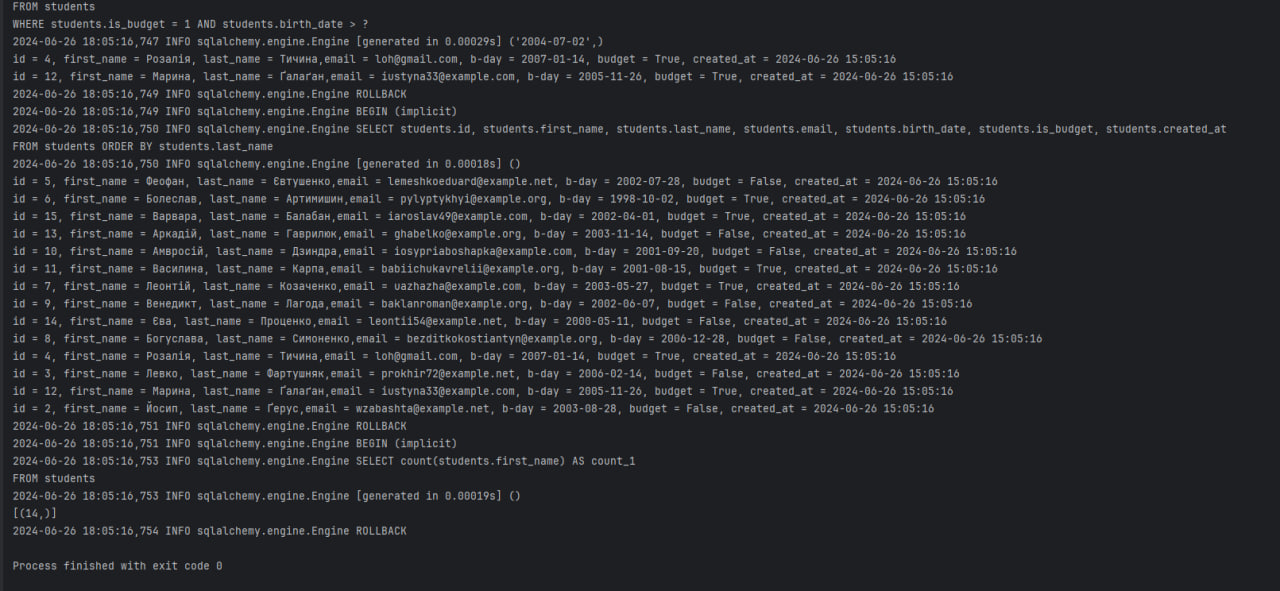 FROM students
WHERE students.is_budget = 1 AND students.birth_date > ?
2024-06-26 18:05:16,747 INFO sqlalchemy.engine.Engine [generated in 0.00029s] ('2004-07-02',)
id = 4, first_name = Розалія, last_name = Тичина,email = loh@gmail.com, b-day = 2007-01-14, budget = True, created_at = 2024-06-26 15:05:16
id = 12, first_name = Марина, last_name = Ґалаґан,email = iustyna33@example.com, b-day = 2005-11-26, budget = True, created_at = 2024-06-26 15:05:16
2024-06-26 18:05:16,749 INFO sqlalchemy.engine.Engine ROLLBACK
2024-06-26 18:05:16,749 INFO sqlalchemy.engine.Engine BEGIN (implicit)
2024-06-26 18:05:16,750 INFO sqlalchemy.engine.Engine SELECT students.id, students.first_name, students.last_name, students.email, students.birth_date, students.is_budget, students.created_at
FROM students ORDER BY students.last_name
2024-06-26 18:05:16,750 INFO sqlalchemy.engine.Engine [generated in 0.00018s] ()
id = 5, first_name = Феофан, last_name = Євтушенко,email = lemeshkoeduard@example.net, b-day = 2002-07-28, budget = False, created_at = 2024-06-26 15:05:16
id = 6, first_name = Болеслав, last_name = Артимишин,email = pylyptykhyi@example.org, b-day = 1998-10-02, budget = True, created_at = 2024-06-26 15:05:16
id = 15, first_name = Варвара, last_name = Балабан,email = iaroslav49@example.com, b-day = 2002-04-01, budget = True, created_at = 2024-06-26 15:05:16
id = 13, first_name = Аркадій, last_name = Гаврилюк,email = ghabelko@example.org, b-day = 2003-11-14, budget = False, created_at = 2024-06-26 15:05:16
id = 10, first_name = Амвросій, last_name = Дзиндра,email = iosypriaboshapka@example.com, b-day = 2001-09-20, budget = False, created_at = 2024-06-26 15:05:16
id = 11, first_name = Василина, last_name = Карпа,email = babiichukavrelii@example.org, b-day = 2001-08-15, budget = True, created_at = 2024-06-26 15:05:16
id = 7, first_name = Леонтій, last_name = Козаченко,email = uazhazha@example.com, b-day = 2003-05-27, budget = True, created_at = 2024-06-26 15:05:16
id = 9, first_name = Венедикт, last_name = Лагода,email = baklanroman@example.org, b-day = 2002-06-07, budget = False, created_at = 2024-06-26 15:05:16
id = 14, first_name = Єва, last_name = Проценко,email = leontii54@example.net, b-day = 2000-05-11, budget = False, created_at = 2024-06-26 15:05:16
id = 8, first_name = Богуслава, last_name = Симоненко,email = bezditkokostiantyn@example.org, b-day = 2006-12-28, budget = False, created_at = 2024-06-26 15:05:16
id = 4, first_name = Розалія, last_name = Тичина,email = loh@gmail.com, b-day = 2007-01-14, budget = True, created_at = 2024-06-26 15:05:16
id = 3, first_name = Левко, last_name = Фартушняк,email = prokhir72@example.net, b-day = 2006-02-14, budget = False, created_at = 2024-06-26 15:05:16
id = 12, first_name = Марина, last_name = Ґалаґан,email = iustyna33@example.com, b-day = 2005-11-26, budget = True, created_at = 2024-06-26 15:05:16
id = 2, first_name = Йосип, last_name = Ґерус,email = wzabashta@example.net, b-day = 2003-08-28, budget = False, created_at = 2024-06-26 15:05:16
2024-06-26 18:05:16,751 INFO sqlalchemy.engine.Engine ROLLBACK
2024-06-26 18:05:16,751 INFO sqlalchemy.engine.Engine BEGIN (implicit)
2024-06-26 18:05:16,753 INFO sqlalchemy.engine.Engine SELECT count(students.first_name) AS count_1
FROM students
2024-06-26 18:05:16,753 INFO sqlalchemy.engine.Engine [generated in 0.00019s] ()
[(14,)]
2024-06-26 18:05:16,754 INFO sqlalchemy.engine.Engine ROLLBACK
Process finished with exit code 0